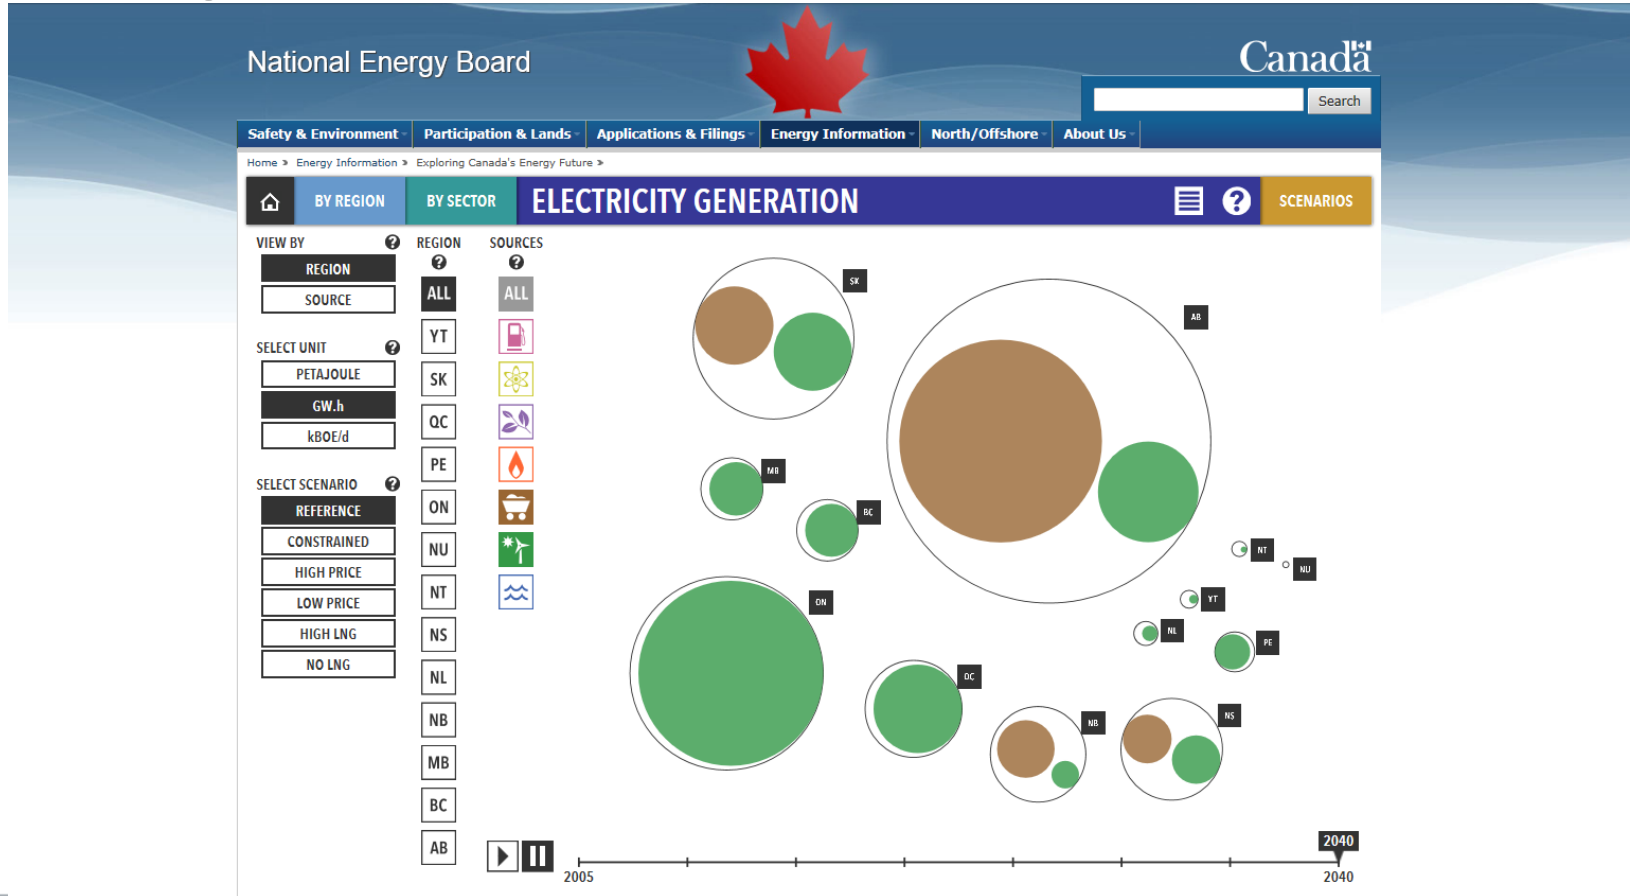 National Energy Board
Canada
Search
Safety & Environment
Participation & Lands
Applications & Filings
Energy Information
North/Offshore
About Us
Home > Energy Information > Exploring Canada's Energy Future >
BY REGION
BY SECTOR
ELECTRICITY GENERATION
?
SCENARIOS
VIEW BY ?
REGION
SOURCE
SELECT UNIT ?
PETAJOULE
GW.h
kBOE/d
SELECT SCENARIO ?
REFERENCE
CONSTRAINED
HIGH PRICE
LOW PRICE
HIGH LNG
NO LNG
REGION
?
ALL
YT
SK
QC
PE
ON
NU
NT
NS
NL
NB
MB
BC
AB
SOURCES
?
ALL
SK
AB
MB
BC
NT
NU
YT
ON
NL
PE
QC
NS
NB
2040
2005
2040